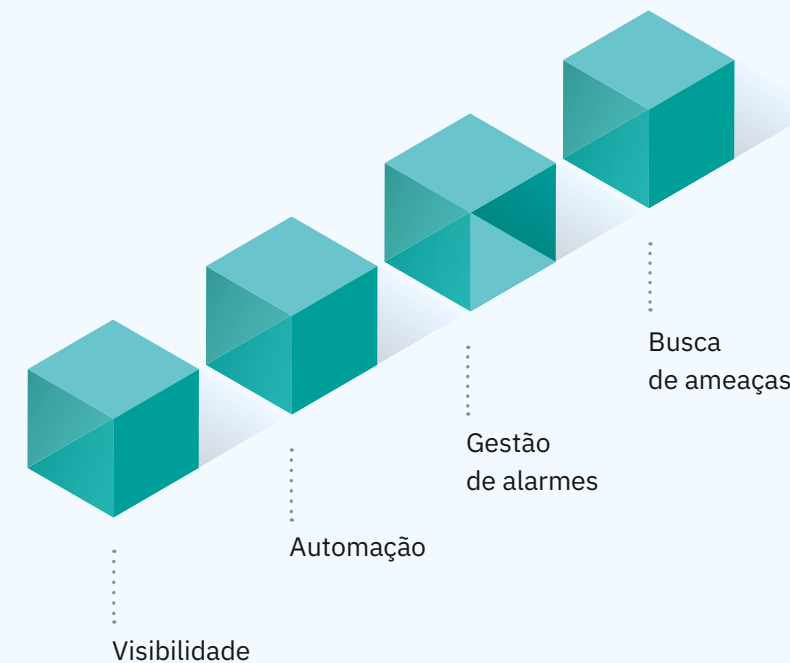 Busca
de ameaças
Gestão
de alarmes
Automação
Visibilidade